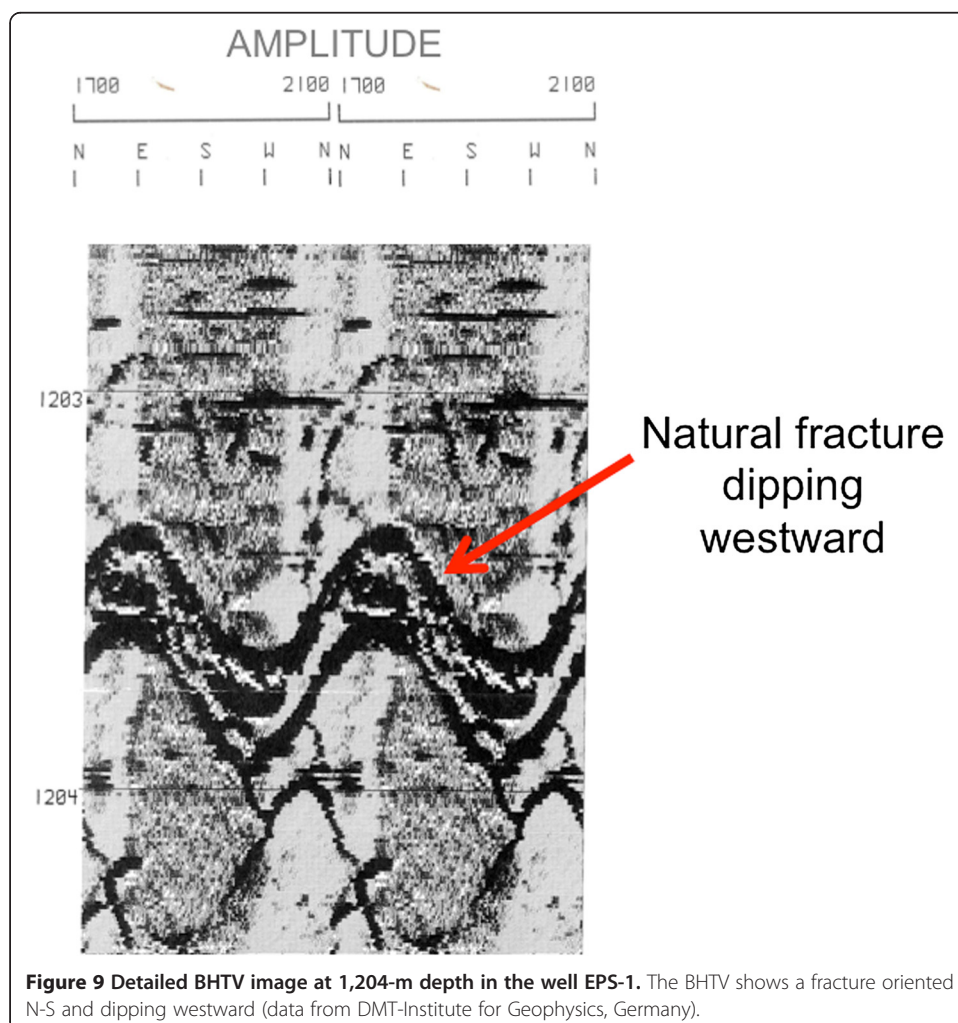 AMPLITUDE
1700 2100 1700 2100
N E S W N N E S W N
1203
Natural fracture
dipping
westward
1204
Figure 9 Detailed BHTV image at 1,204-m depth in the well EPS-1. The BHTV shows a fracture oriented
N-S and dipping westward (data from DMT-Institute for Geophysics, Germany).